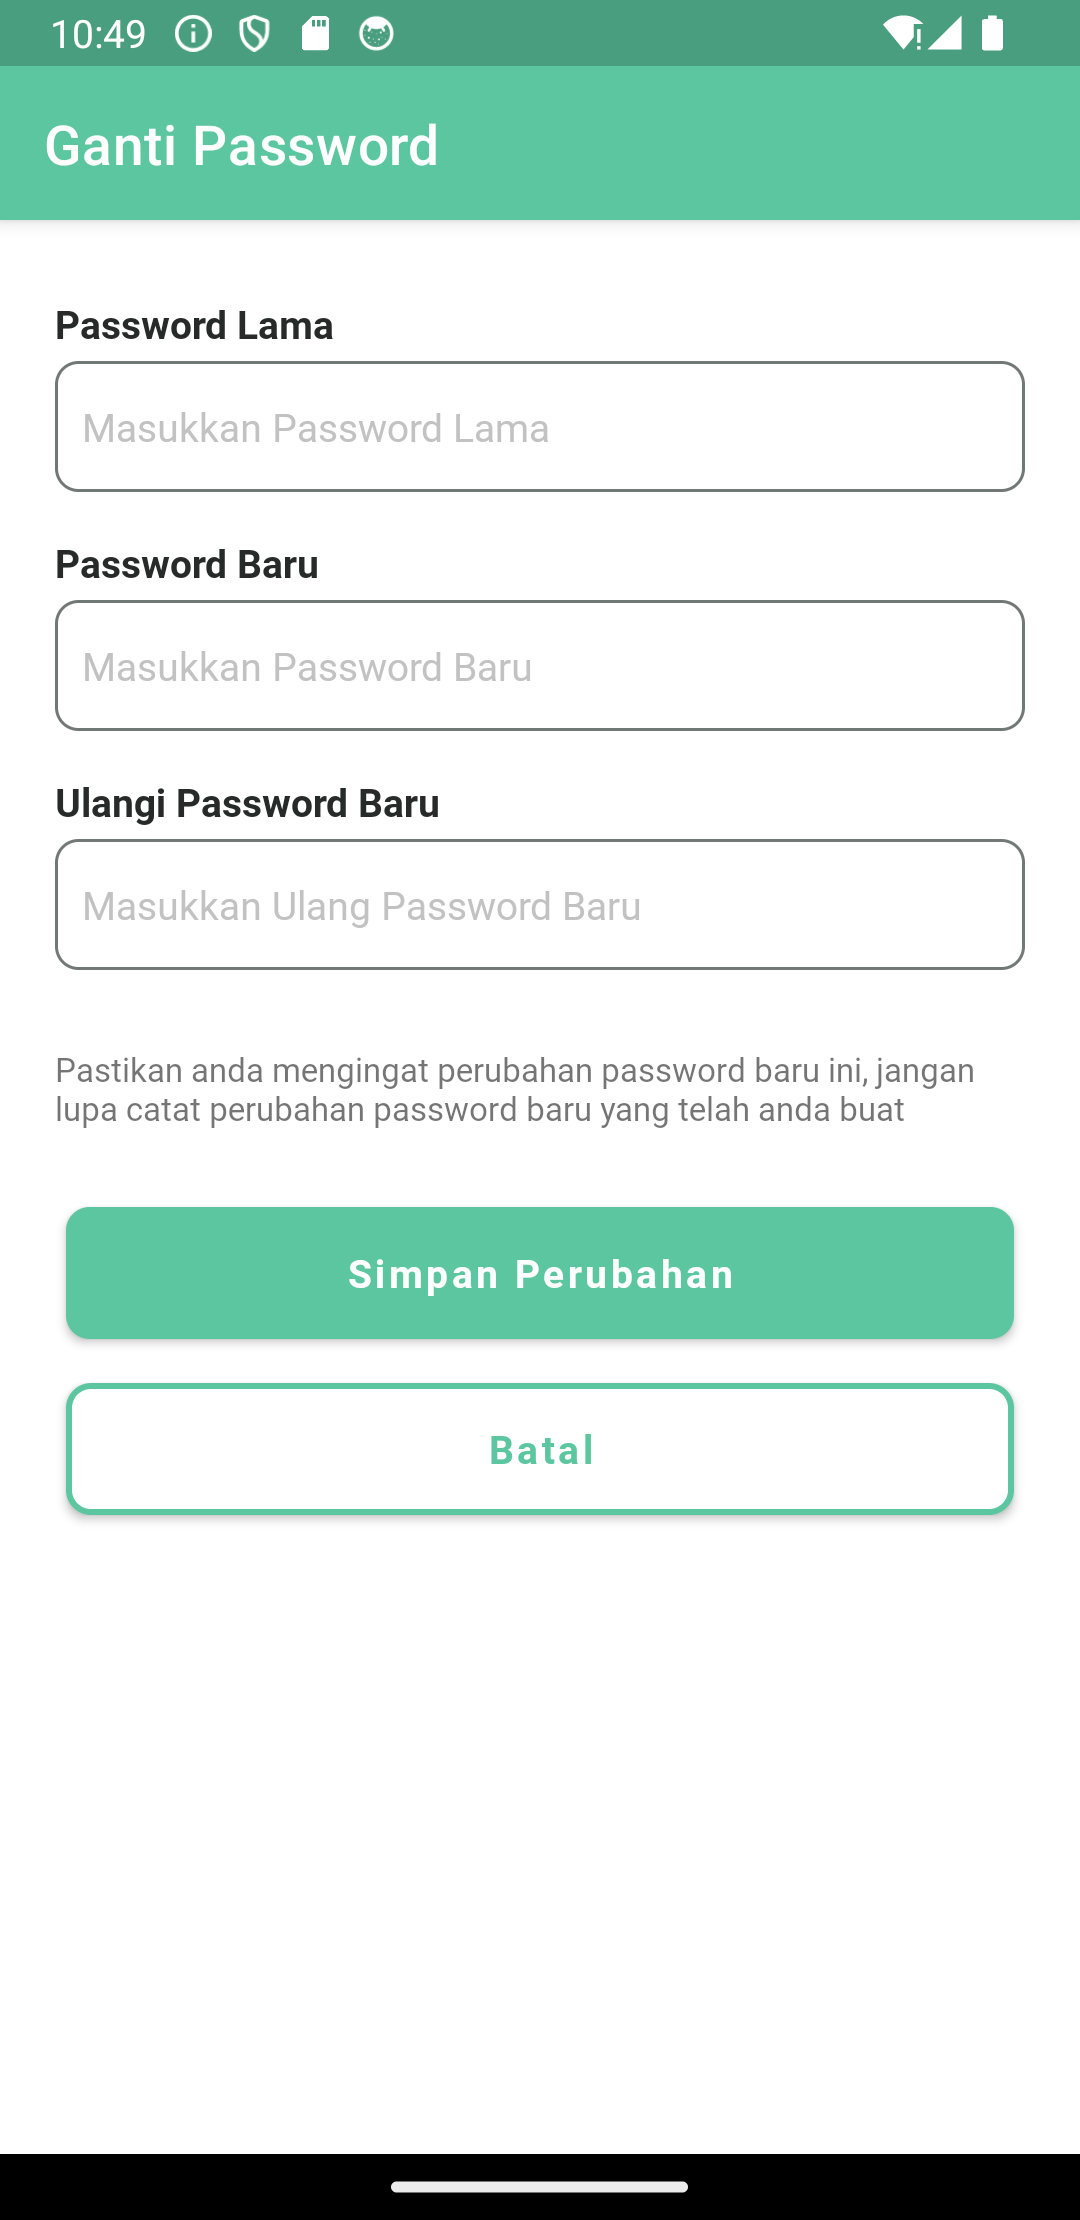 10:49
Ganti Password
Password Lama
Masukkan Password Lama
Password Baru
Masukkan Password Baru
Ulangi Password Baru
Masukkan Ulang Password Baru
Pastikan anda mengingat perubahan password baru ini, jangan
lupa catat perubahan password baru yang telah anda buat
Simpan Perubahan
Batal